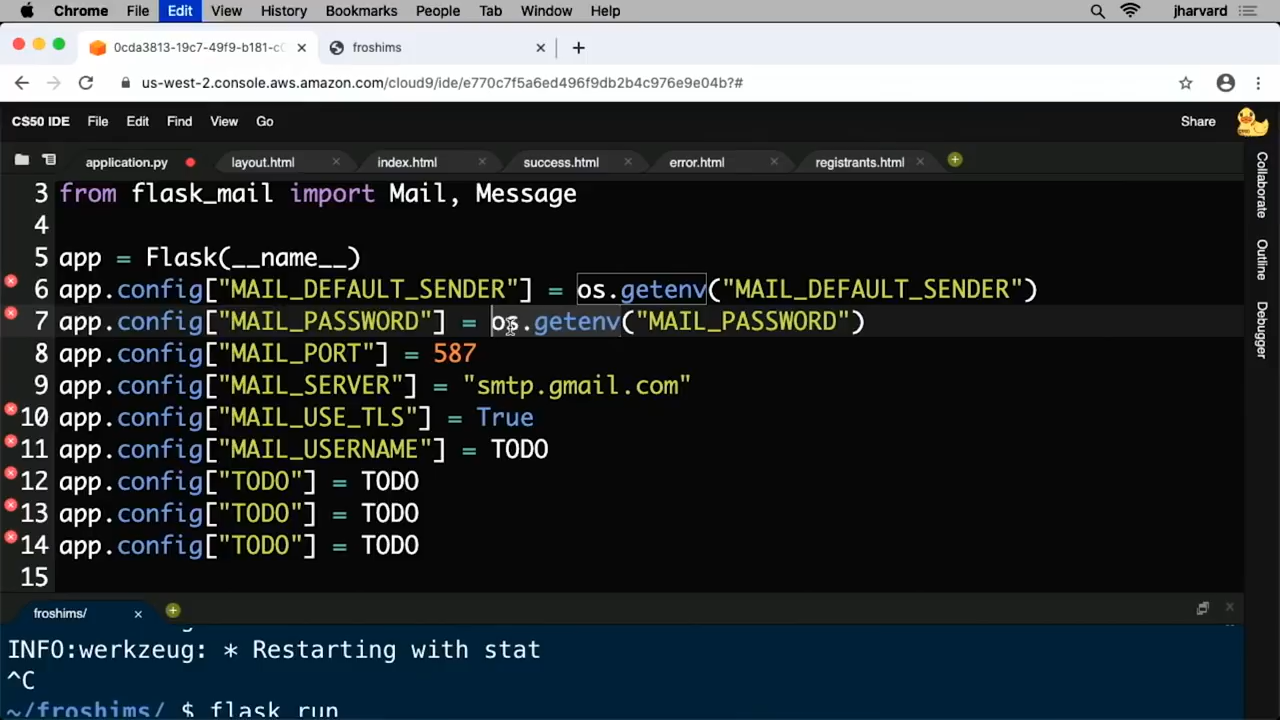 Chrome File Edit View History Bookmarks People Tab Window Help jharvard
0cda3813-19c7-49f9-b181-c froshims
us-west-2.console.aws.amazon.com/cloud9/ide/e770c7f5a6ed496f9db2b4c976e9e04b?#
CS50 IDE File Edit Find View Go Share
application.py layout.html index.html success.html error.html registrants.html
3 from flask_mail import Mail, Message
4
5 app = Flask(__name__)
6 app.config["MAIL_DEFAULT_SENDER"] = os.getenv("MAIL_DEFAULT_SENDER")
7 app.config["MAIL_PASSWORD"] = os.getenv("MAIL_PASSWORD")
8 app.config["MAIL_PORT"] = 587
9 app.config["MAIL_SERVER"] = "smtp.gmail.com"
10 app.config["MAIL_USE_TLS"] = True
11 app.config["MAIL_USERNAME"] = TODO
12 app.config["TODO"] = TODO
13 app.config["TODO"] = TODO
14 app.config["TODO"] = TODO
15
Collaborate
Outline
Debugger
froshims/
INFO:werkzeug: * Restarting with stat
^C
~/froshims/ $ flask run